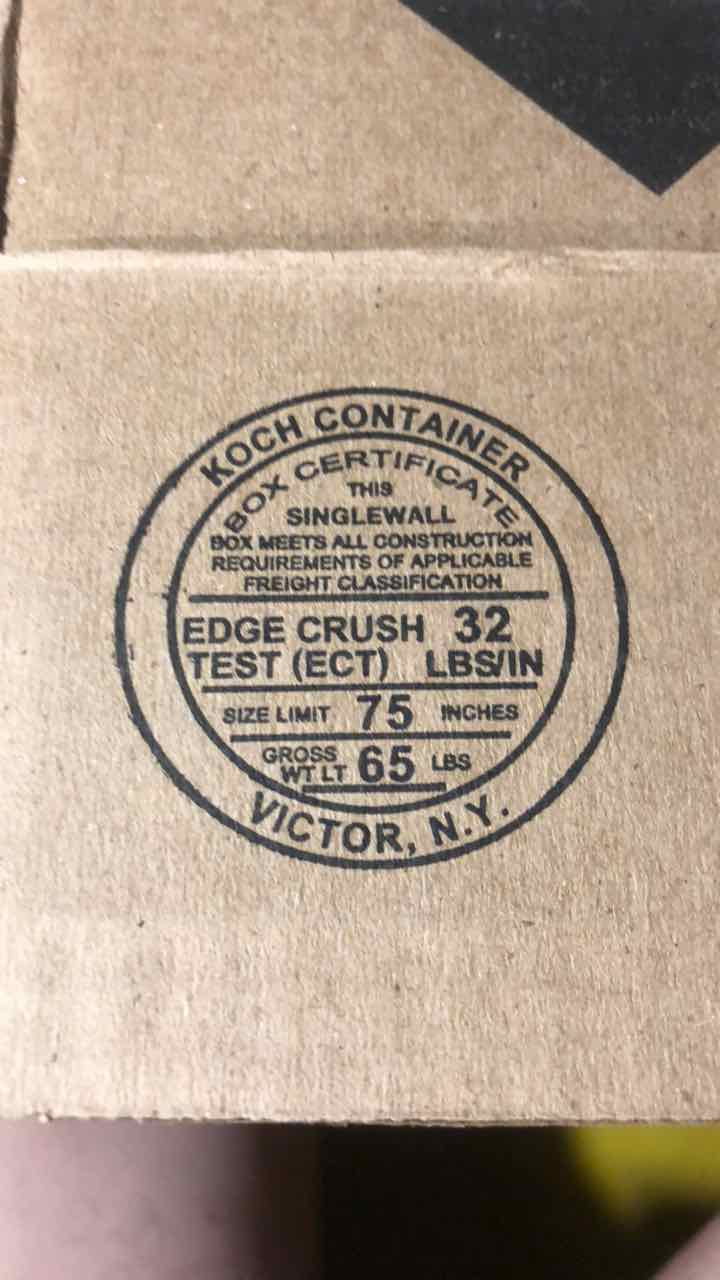 KOCH CONTAINER
BOX CERTIFICATE
THIS
SINGLEWALL
BOX MEETS ALL CONSTRUCTION
REQUIREMENTS OF APPLICABLE
FREIGHT CLASSIFICATION
EDGE CRUSH 32
TEST (ECT) LBS/IN
SIZE LIMIT 75 INCHES
GROSS
WT LT 65 LBS
VICTOR, N.Y.